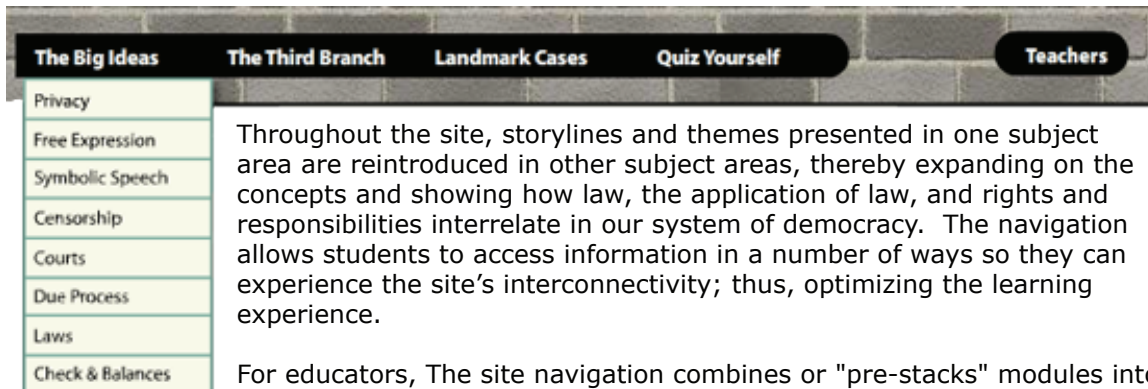 The Big Ideas The Third Branch Landmark Cases Quiz Yourself Teachers
Privacy
Free Expression
Symbolic Speech
Censorship
Courts
Due Process
Laws
Check & Balances
Throughout the site, storylines and themes presented in one subject
area are reintroduced in other subject areas, thereby expanding on the
concepts and showing how law, the application of law, and rights and
responsibilities interrelate in our system of democracy.  The navigation
allows students to access information in a number of ways so they can
experience the site's interconnectivity; thus, optimizing the learning
experience.
For educators, The site navigation combines or "pre-stacks" modules